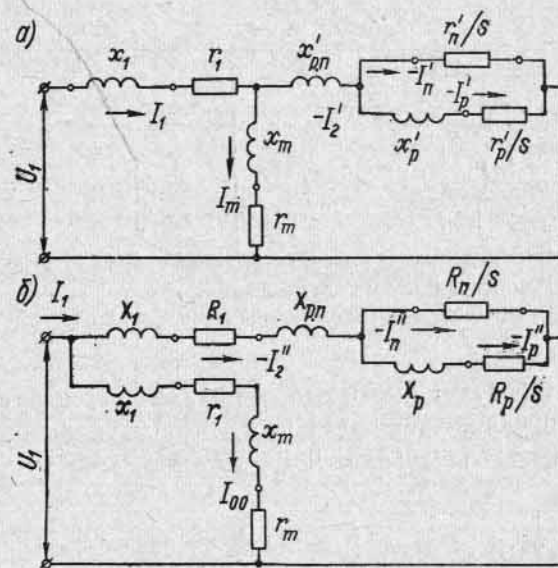 а)
x₁
r₁
x'рп
r'п/s
-I'п
-I'р
I₁
-I'₂
x'р
r'р/s
xm
U₁
Im
rm
б)
I₁
X₁
R₁
Xрп
Rп/s
-I''₂
-I''п
-I''р
x₁
r₁
Xр
Rр/s
xm
U₁
I₀₀
rm